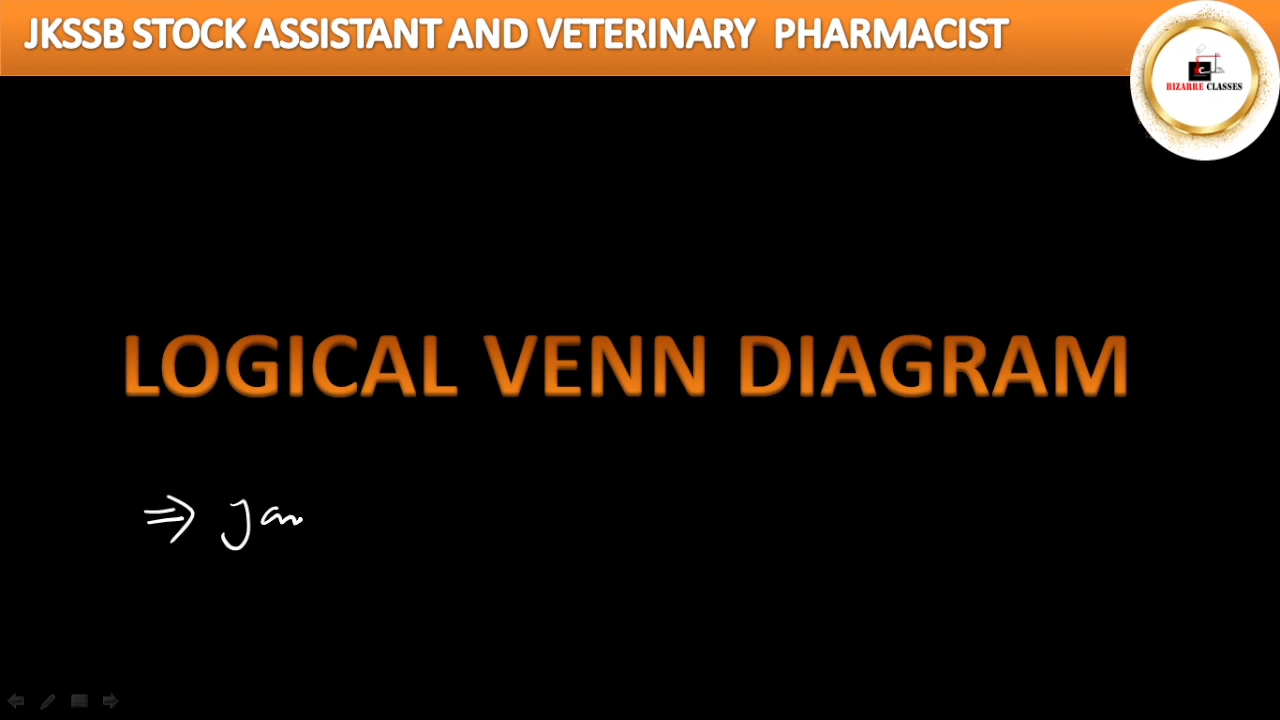 JKSSB STOCK ASSISTANT AND VETERINARY PHARMACIST
BIZARRE CLASSES
LOGICAL VENN DIAGRAM
⇒ Jan